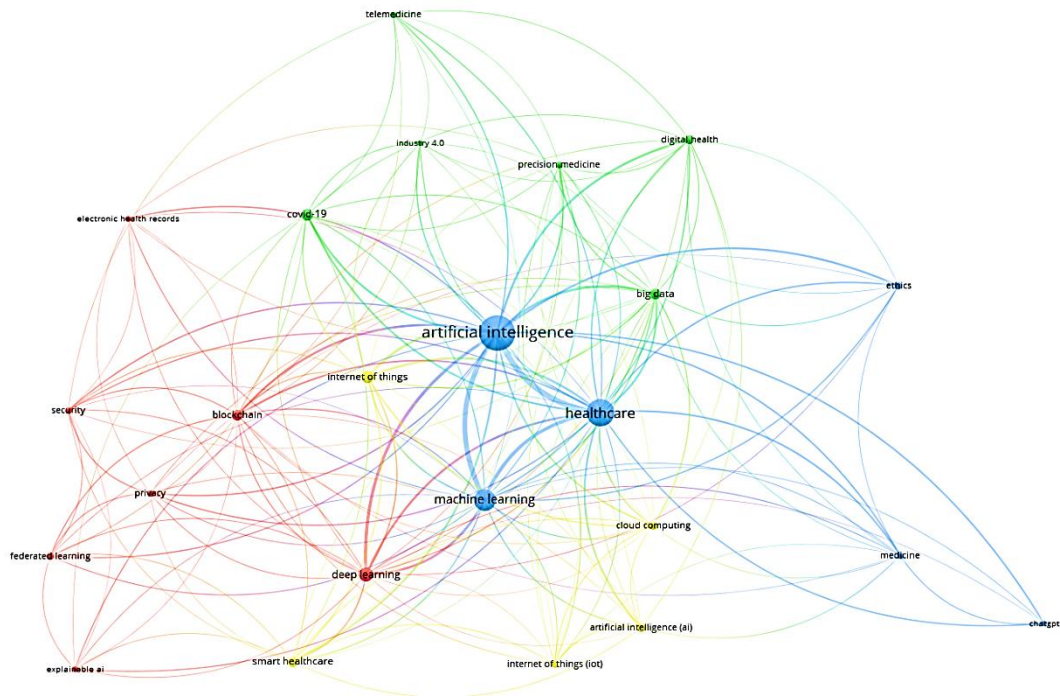 telemedicine
industry 4.0
digital health
precision medicine
covid-19
electronic health records
ethics
big data
artificial intelligence
internet of things
security
blockchain
healthcare
privacy
machine learning
cloud computing
federated learning
medicine
deep learning
chatgpt
artificial intelligence (ai)
smart healthcare
internet of things (iot)
explainable ai